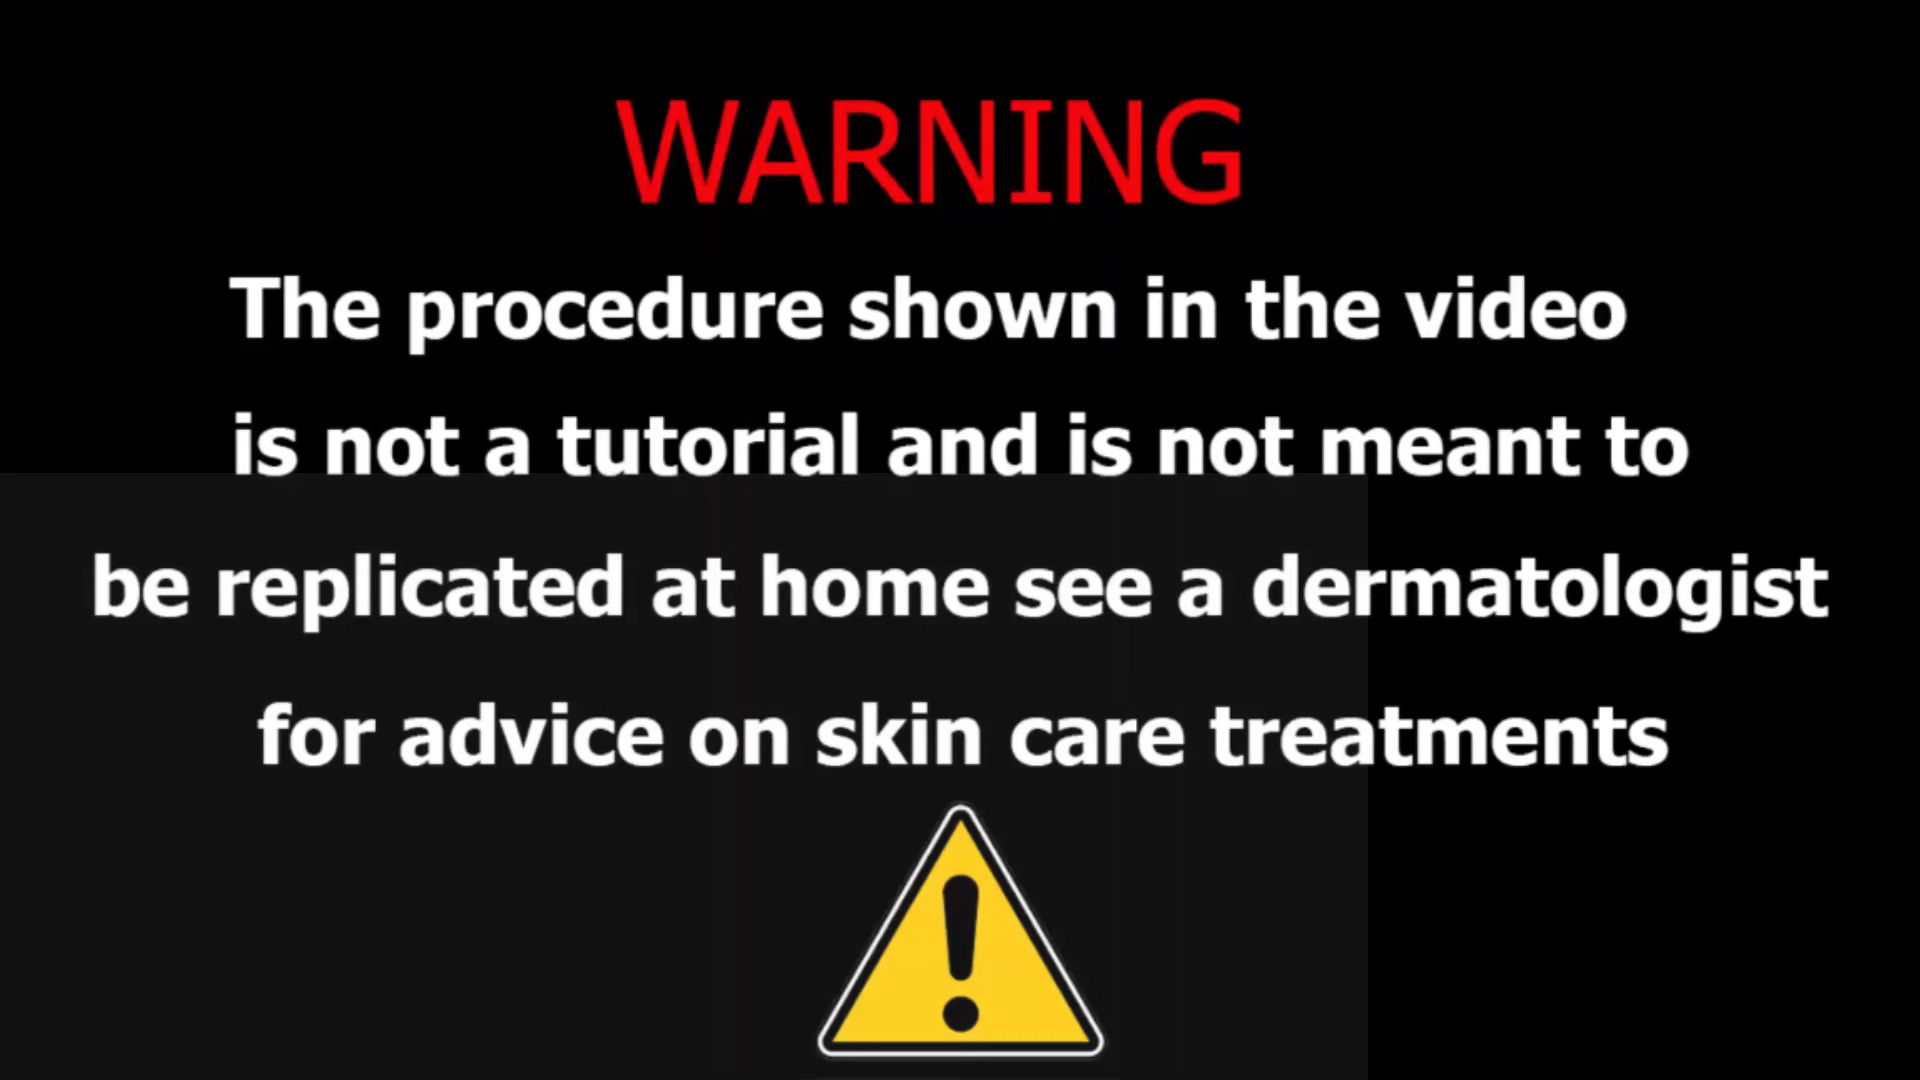 WARNING
The procedure shown in the video
is not a tutorial and is not meant to
be replicated at home see a dermatologist
for advice on skin care treatments